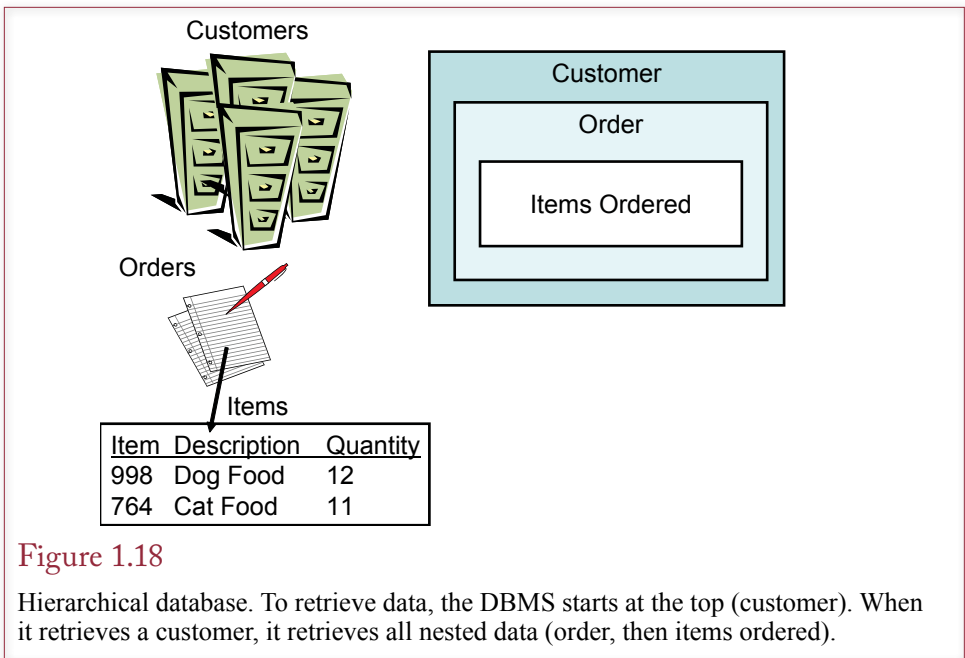 Customers
Customer
Order
Items Ordered
Orders
Items
Item Description Quantity
998 Dog Food 12
764 Cat Food 11
Figure 1.18
Hierarchical database. To retrieve data, the DBMS starts at the top (customer). When
it retrieves a customer, it retrieves all nested data (order, then items ordered).